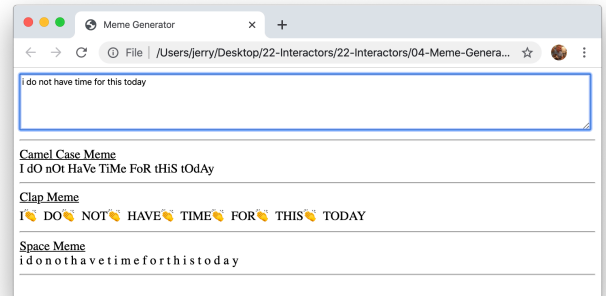 Meme Generator
File | /Users/jerry/Desktop/22-Interactors/22-Interactors/04-Meme-Genera...
i do not have time for this today
Camel Case Meme
I dO nOt HaVe TiMe FoR tHiS tOdAy
Clap Meme
I👏 DO👏 NOT👏 HAVE👏 TIME👏 FOR👏 THIS👏 TODAY
Space Meme
i d o n o t h a v e t i m e f o r t h i s t o d a y